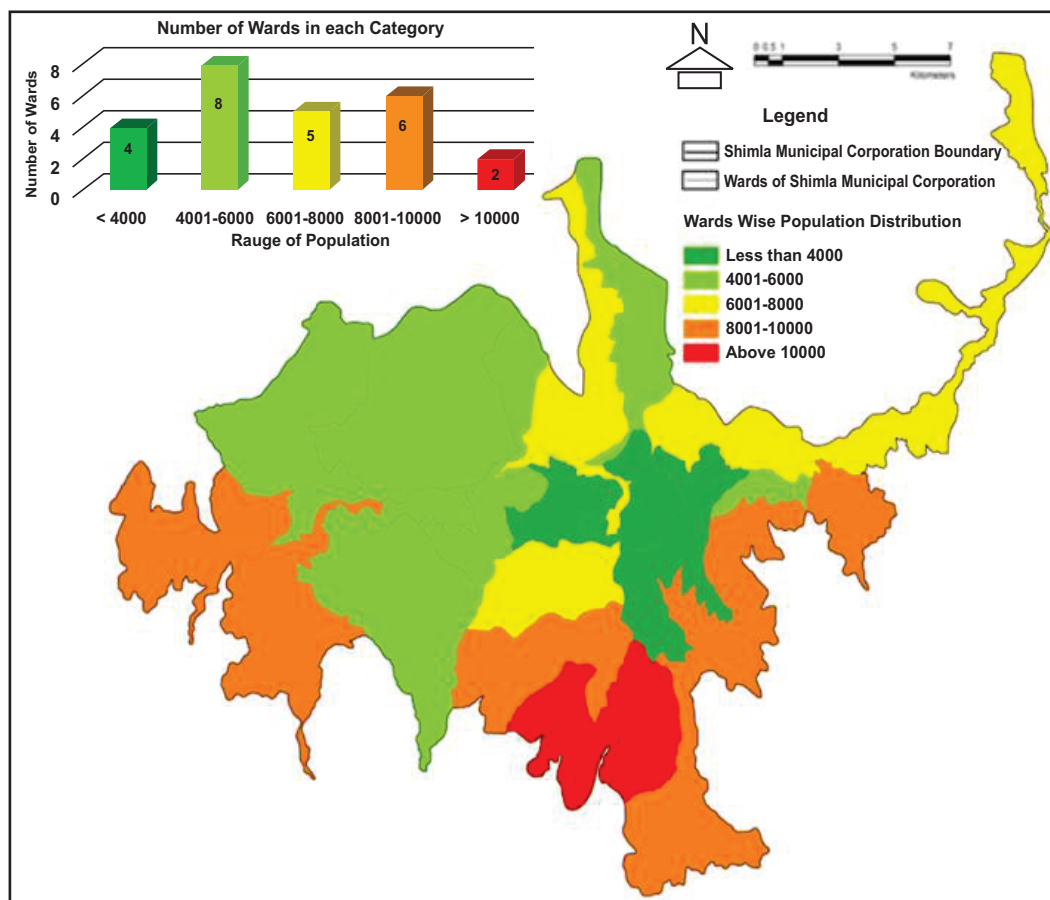 Number of Wards in each Category
Number of Wards
8
6
4
2
0
4
8
5
6
2
< 4000
4001-6000
6001-8000
8001-10000
> 10000
Rauge of Population
N
0 0.5 1 3 5 7
Kilometers
Legend
Shimla Municipal Corporation Boundary
Wards of Shimla Municipal Corporation
Wards Wise Population Distribution
Less than 4000
4001-6000
6001-8000
8001-10000
Above 10000